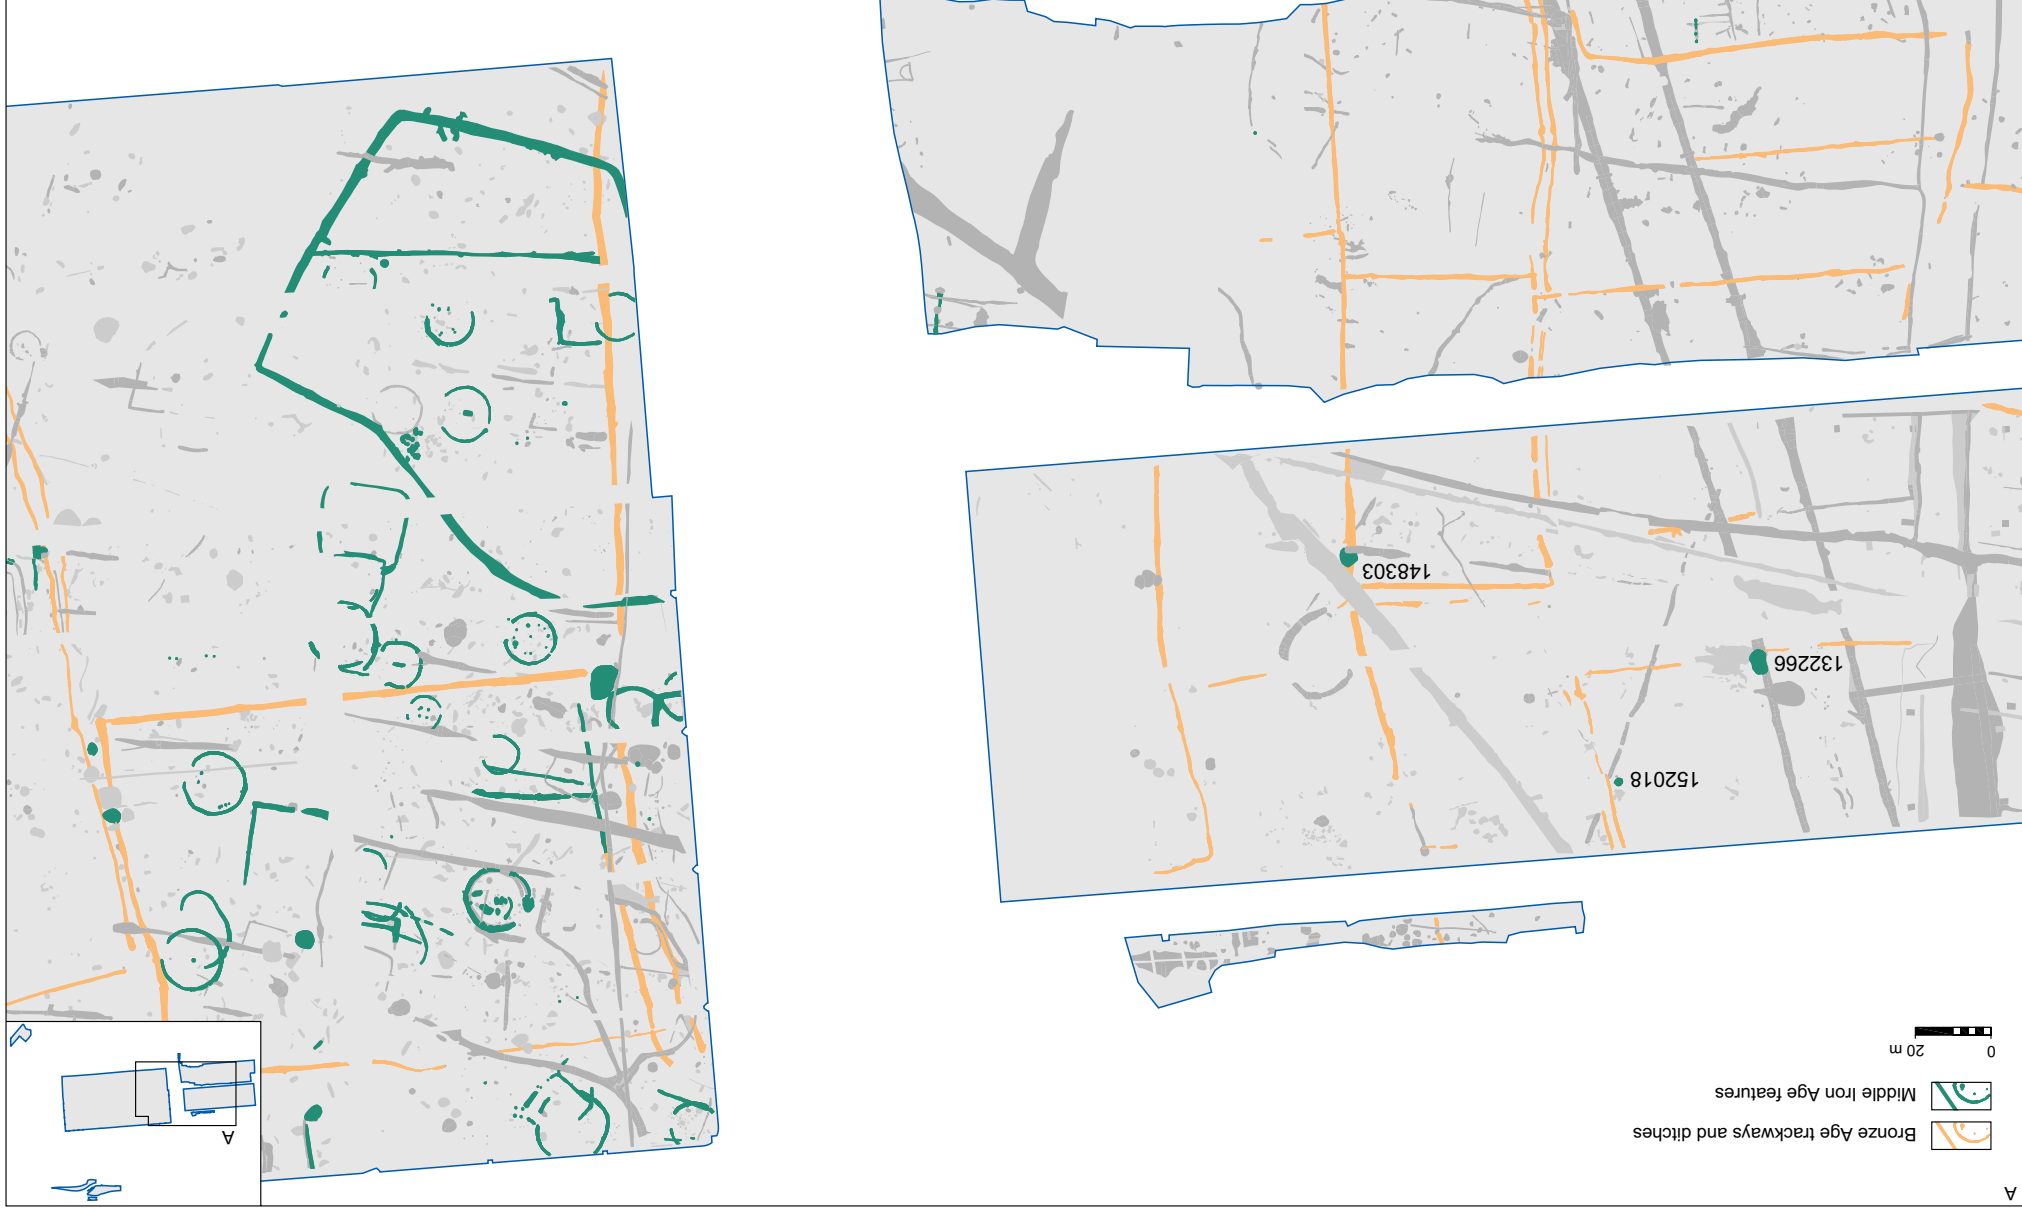 A
Bronze Age trackways and ditches
Middle Iron Age features
0 20 m
A
152018
132266
148303